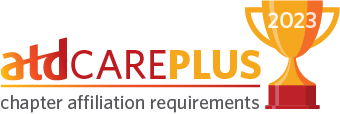 2023
atdCAREPLUS
chapter affiliation requirements